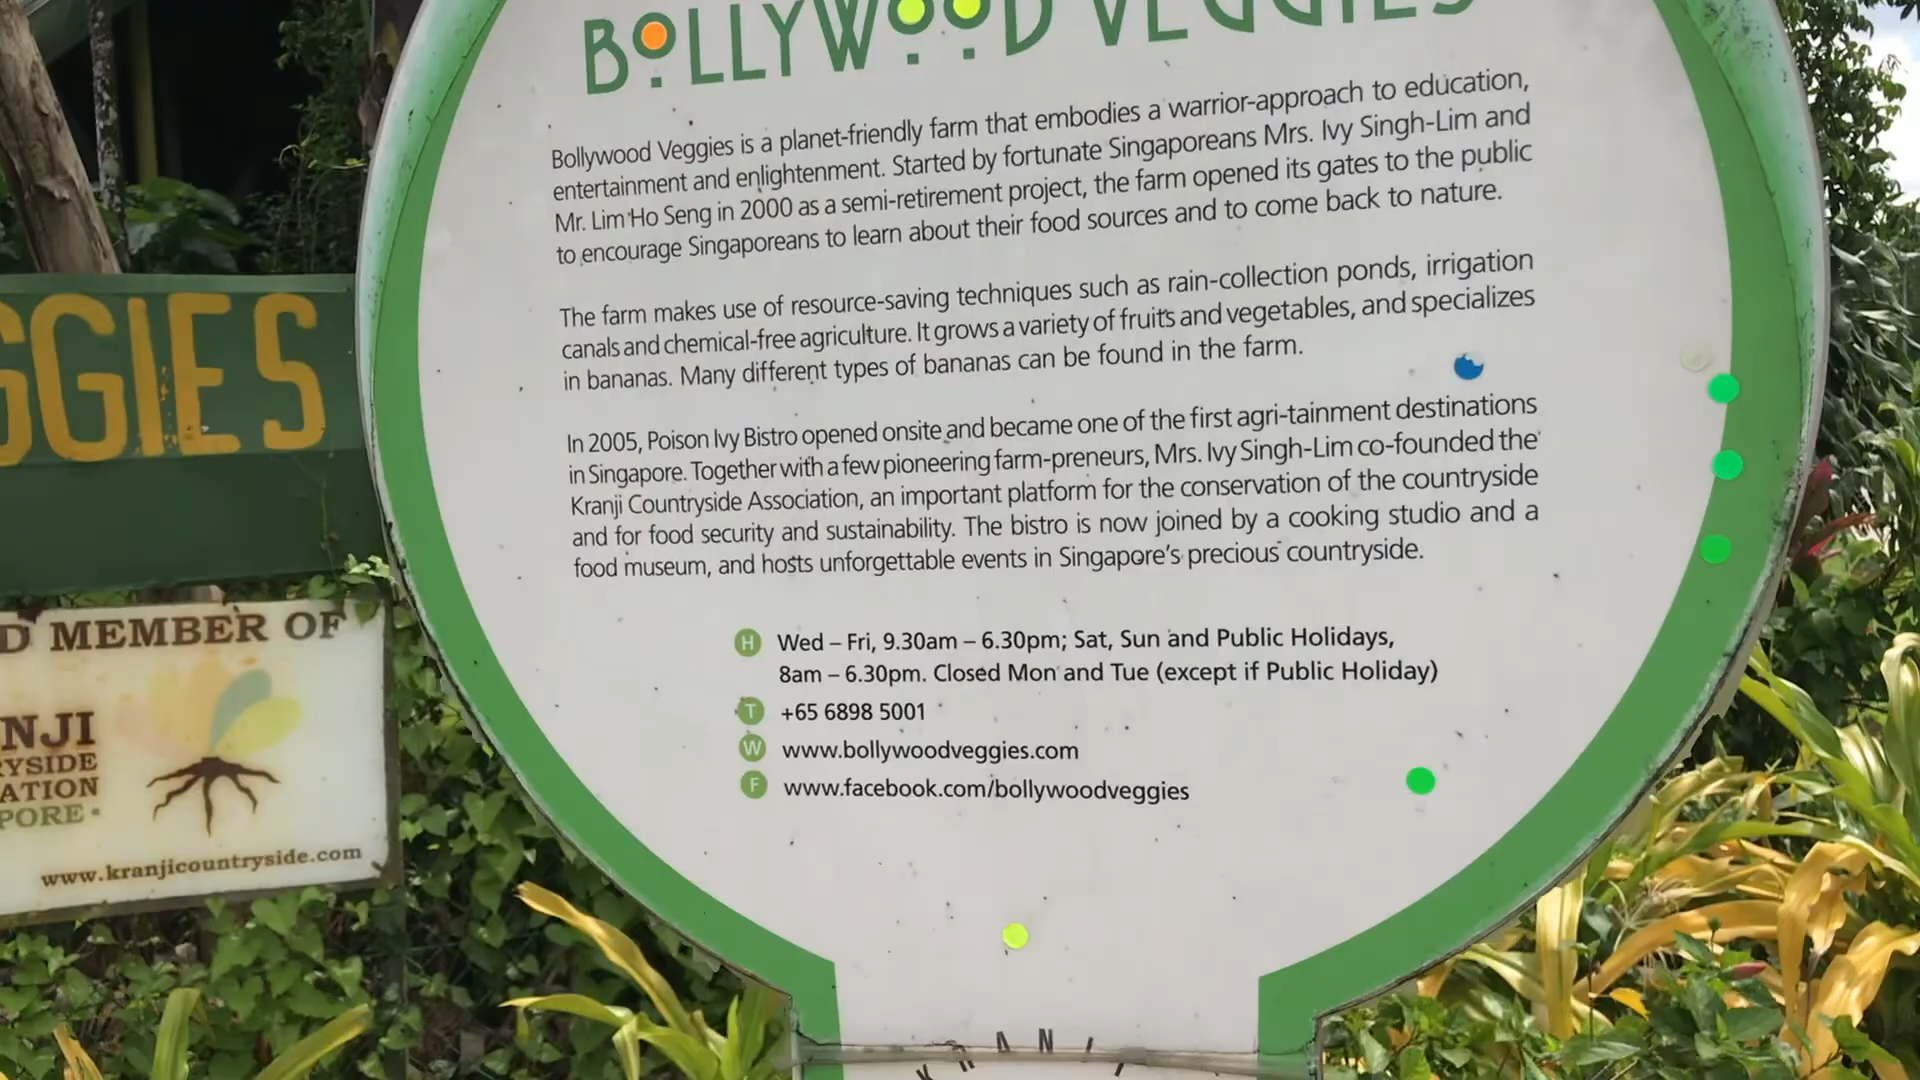 BOLLYWOOD VEGGIES
Bollywood Veggies is a planet-friendly farm that embodies a warrior-approach to education,
entertainment and enlightenment. Started by fortunate Singaporeans Mrs. Ivy Singh-Lim and
Mr. Lim Ho Seng in 2000 as a semi-retirement project, the farm opened its gates to the public
to encourage Singaporeans to learn about their food sources and to come back to nature.
The farm makes use of resource-saving techniques such as rain-collection ponds, irrigation
canals and chemical-free agriculture. It grows a variety of fruits and vegetables, and specializes
in bananas. Many different types of bananas can be found in the farm.
In 2005, Poison Ivy Bistro opened onsite and became one of the first agri-tainment destinations
in Singapore. Together with a few pioneering farm-preneurs, Mrs. Ivy Singh-Lim co-founded the
Kranji Countryside Association, an important platform for the conservation of the countryside
and for food security and sustainability. The bistro is now joined by a cooking studio and a
food museum, and hosts unforgettable events in Singapore's precious countryside.
H Wed – Fri, 9.30am – 6.30pm; Sat, Sun and Public Holidays,
8am – 6.30pm. Closed Mon and Tue (except if Public Holiday)
T +65 6898 5001
W www.bollywoodveggies.com
F www.facebook.com/bollywoodveggies
KRANJI
GGIES
D MEMBER OF
NJI
RYSIDE
ATION
PORE
www.kranjicountryside.com